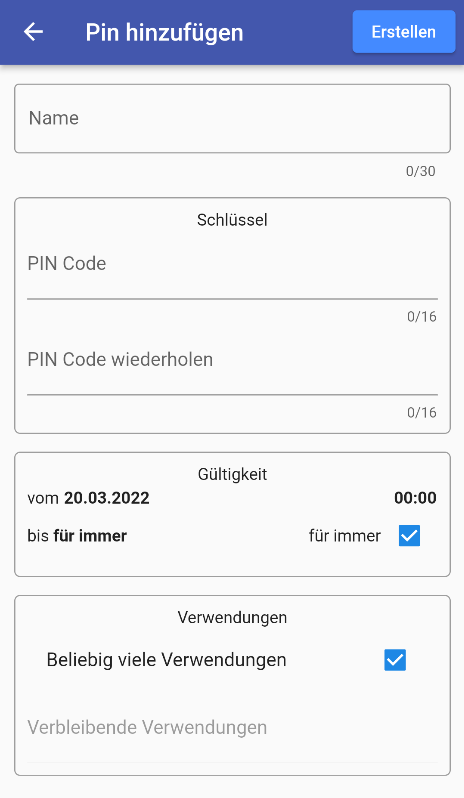 Pin hinzufügen
Erstellen
Name
0/30
Schlüssel
PIN Code
0/16
PIN Code wiederholen
0/16
Gültigkeit
vom 20.03.2022 00:00
bis für immer für immer
Verwendungen
Beliebig viele Verwendungen
Verbleibende Verwendungen